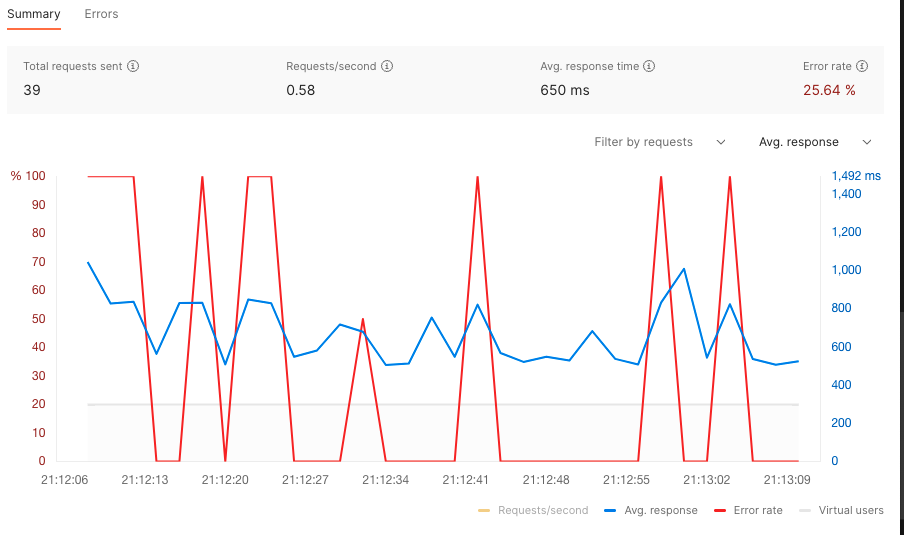 Summary Errors
Total requests sent Requests/second Avg. response time Error rate
39 0.58 650 ms 25.64 %
Filter by requests Avg. response
% 100 1,492 ms
90 1,400
80 1,200
70 1,000
60 800
50 600
40 400
30 200
20 0
10
0
21:12:06 21:12:13 21:12:20 21:12:27 21:12:34 21:12:41 21:12:48 21:12:55 21:13:02 21:13:09
Requests/second Avg. response Error rate Virtual users